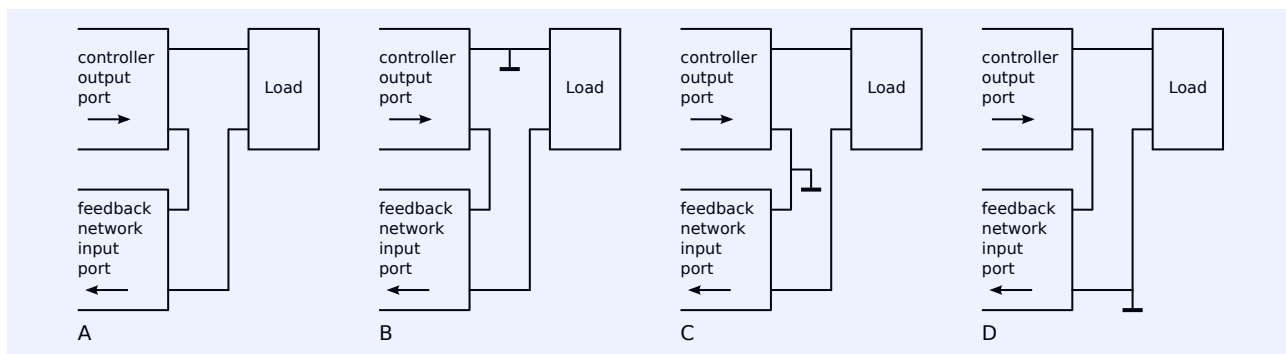 controller
output
port
Load
feedback
network
input
port
A
controller
output
port
Load
feedback
network
input
port
B
controller
output
port
Load
feedback
network
input
port
C
controller
output
port
Load
feedback
network
input
port
D